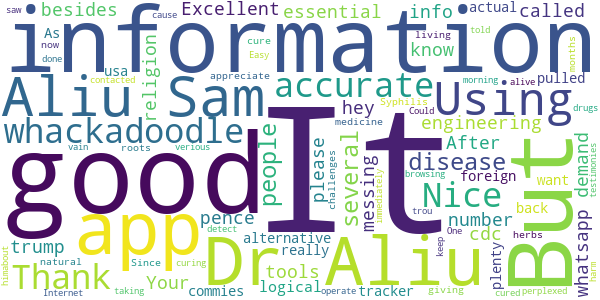 saw • besides Excellent essential info • actual called
cause As now usa done cure Easy religion appreciate know living told months
information
contacted alive pulled
Aliu Sam accurate Using morning Could drugs
hey Syphilis
whackadoodle people please several messing engineering
medicine disease After demand
good It But
vain roots verious challenges Nice foreign browsing want testimonies
app pence number cdc back whatsapp
trump alternative immediately One herbs
natural detect really Dr Aliu plenty
Thank Your Since tools tracker keep trou
himabout curing logical giving cured perplexed harm
Internet taking commies operate